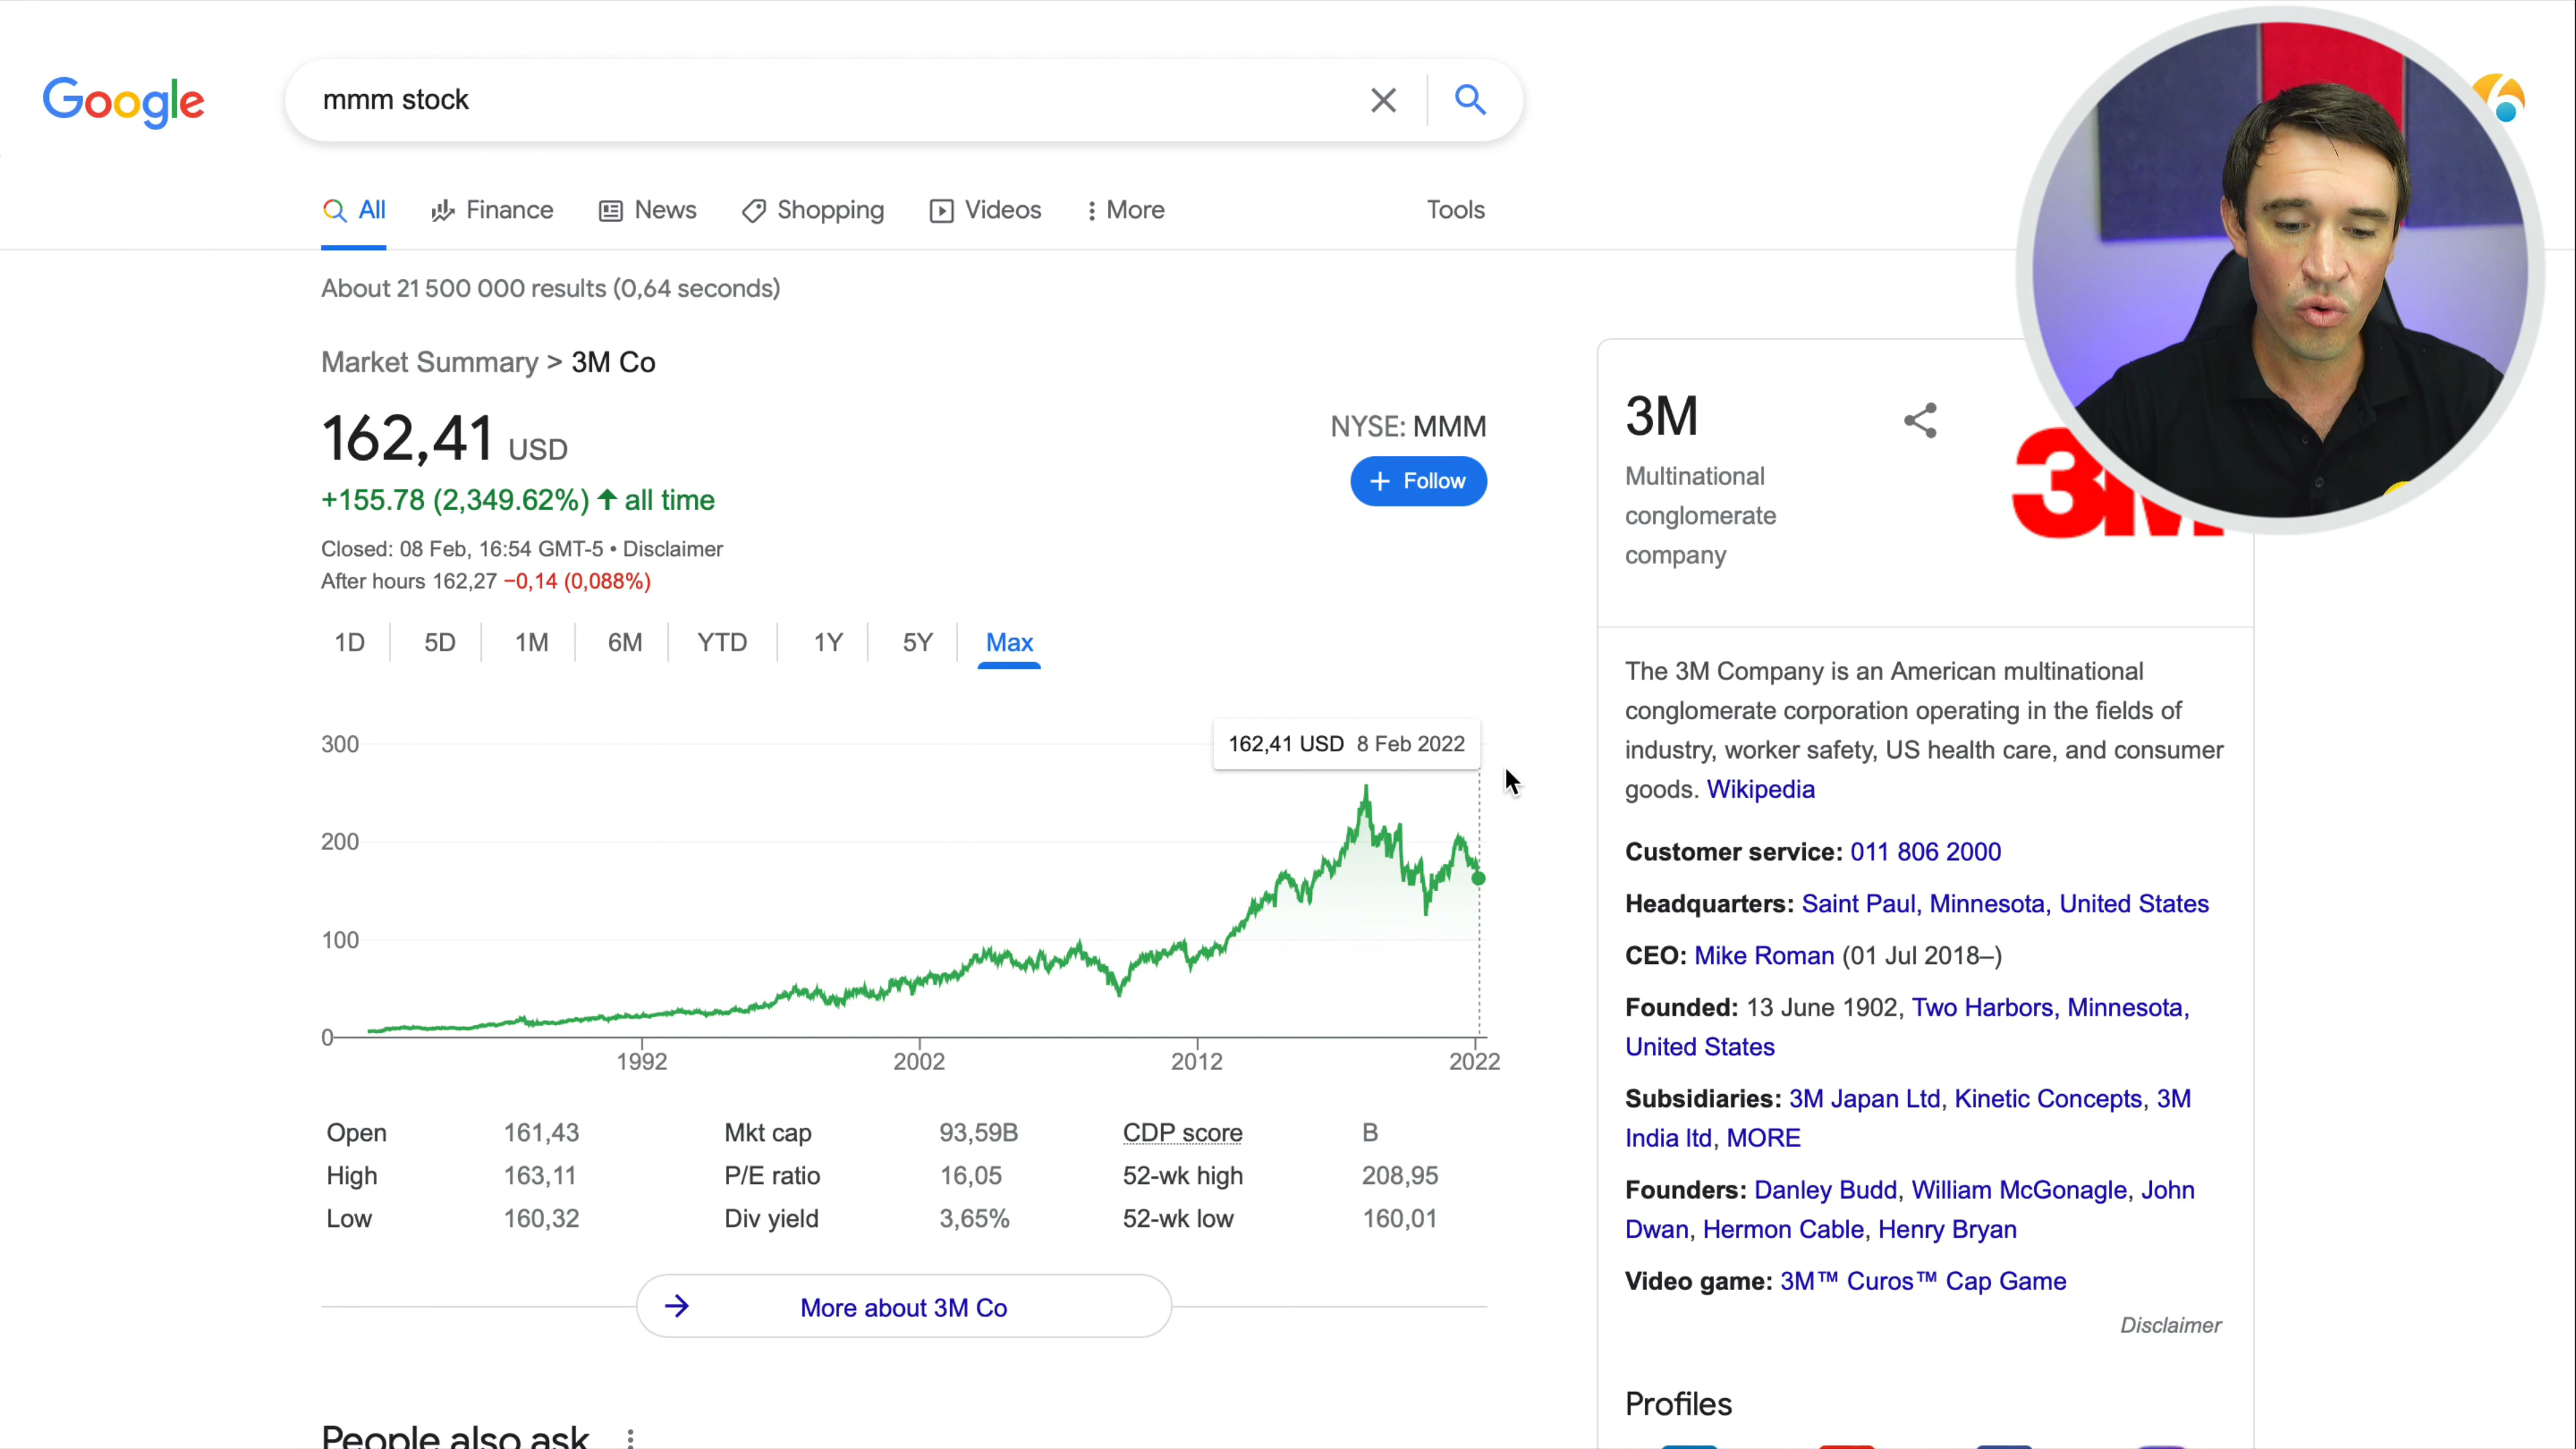 Google
mmm stock
All
Finance
News
Shopping
Videos
More
Tools
About 21 500 000 results (0,64 seconds)
Market Summary > 3M Co
162,41 USD
NYSE: MMM
+155.78 (2,349.62%) ↑ all time
+ Follow
Closed: 08 Feb, 16:54 GMT-5 • Disclaimer
After hours 162,27 −0,14 (0,088%)
1D 5D 1M 6M YTD 1Y 5Y Max
162,41 USD 8 Feb 2022
300
200
100
0
1992 2002 2012 2022
Open 161,43 Mkt cap 93,59B CDP score B
High 163,11 P/E ratio 16,05 52-wk high 208,95
Low 160,32 Div yield 3,65% 52-wk low 160,01
More about 3M Co
People also ask
3M
Multinational
conglomerate
company
3M
The 3M Company is an American multinational
conglomerate corporation operating in the fields of
industry, worker safety, US health care, and consumer
goods. Wikipedia
Customer service: 011 806 2000
Headquarters: Saint Paul, Minnesota, United States
CEO: Mike Roman (01 Jul 2018–)
Founded: 13 June 1902, Two Harbors, Minnesota,
United States
Subsidiaries: 3M Japan Ltd, Kinetic Concepts, 3M
India ltd, MORE
Founders: Danley Budd, William McGonagle, John
Dwan, Hermon Cable, Henry Bryan
Video game: 3M™ Curos™ Cap Game
Disclaimer
Profiles